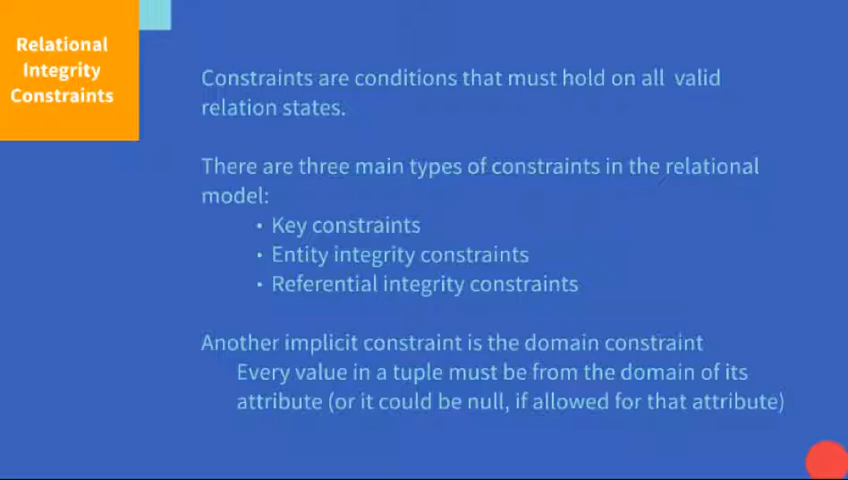 Relational
Integrity
Constraints
Constraints are conditions that must hold on all valid
relation states.
There are three main types of constraints in the relational
model:
• Key constraints
• Entity integrity constraints
• Referential integrity constraints
Another implicit constraint is the domain constraint
Every value in a tuple must be from the domain of its
attribute (or it could be null, if allowed for that attribute)